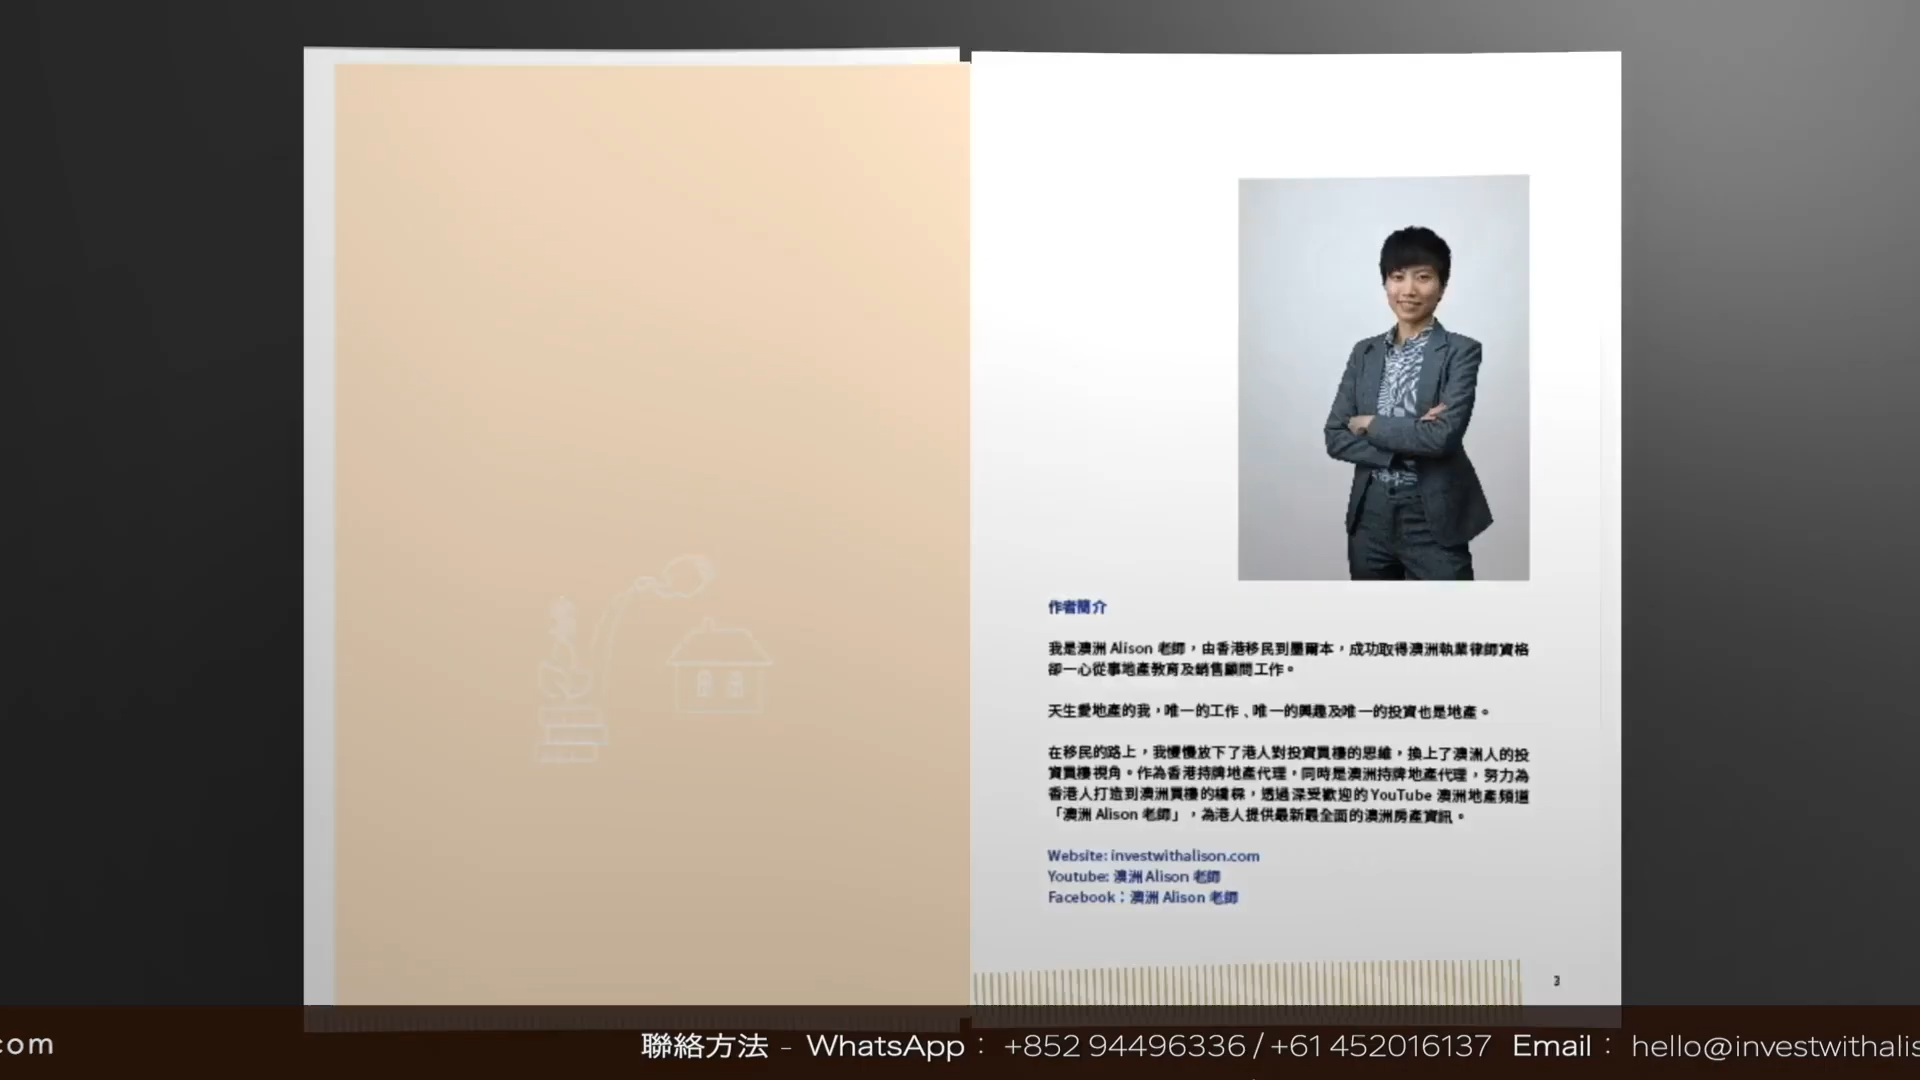 作者簡介
我是澳洲 Alison 老師，由香港移民到墨爾本，成功取得澳洲執業律師資格
卻一心從事地產教育及銷售顧問工作。
天生愛地產的我，唯一的工作、唯一的興趣及唯一的投資也是地產。
在移民的路上，我慢慢放下了港人對投資買樓的思維，換上了澳洲人的投
資買樓視角。作為香港持牌地產代理，同時是澳洲持牌地產代理，努力為
香港人打造到澳洲買樓的橋樑，透過深受歡迎的 YouTube 澳洲地產頻道
「澳洲 Alison 老師」，為港人提供最新最全面的澳洲房產資訊。
Website: investwithalison.com
Youtube: 澳洲 Alison 老師
Facebook：澳洲 Alison 老師
3
com 聯絡方法 - WhatsApp： +852 94496336 / +61 452016137 Email： hello@investwithalis